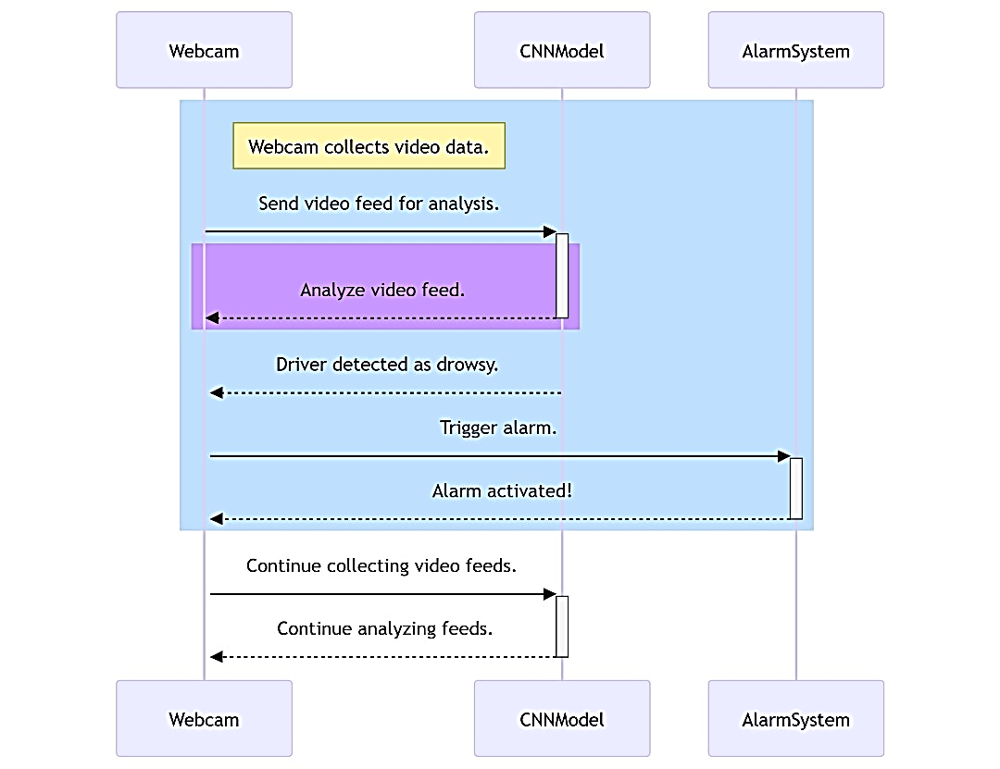 Webcam
CNNModel
AlarmSystem
Webcam collects video data.
Send video feed for analysis.
Analyze video feed.
Driver detected as drowsy.
Trigger alarm.
Alarm activated!
Continue collecting video feeds.
Continue analyzing feeds.
Webcam
CNNModel
AlarmSystem